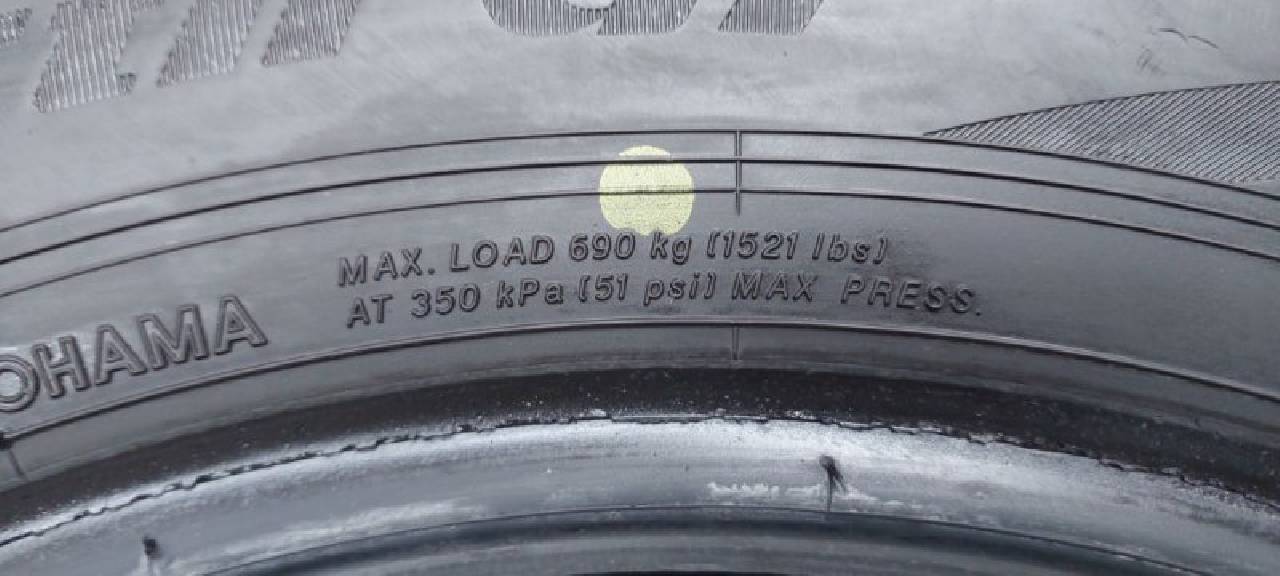 MAX. LOAD 690 kg (1521 lbs)
AT 350 kPa (51 psi) MAX PRESS.
OHAMA